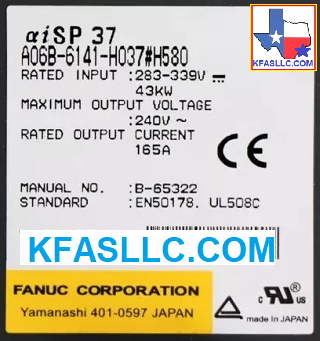 αiSP 37
A06B-6141-H037#H580
RATED INPUT :283-339V
43KW
MAXIMUM OUTPUT VOLTAGE
:240V ~
RATED OUTPUT CURRENT
165A
CE
MANUAL NO. :B-65322
STANDARD :EN50178, UL508C
KFASLLC.COM
KFASLLC.COM
FANUC CORPORATION
Yamanashi 401-0597 JAPAN
c RU US
MADE IN JAPAN